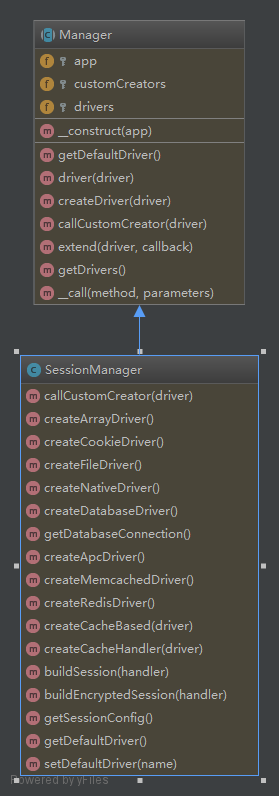 Manager
app
customCreators
drivers
__construct(app)
getDefaultDriver()
driver(driver)
createDriver(driver)
callCustomCreator(driver)
extend(driver, callback)
getDrivers()
__call(method, parameters)
SessionManager
callCustomCreator(driver)
createArrayDriver()
createCookieDriver()
createFileDriver()
createNativeDriver()
createDatabaseDriver()
getDatabaseConnection()
createApcDriver()
createMemcachedDriver()
createRedisDriver()
createCacheBased(driver)
createCacheHandler(driver)
buildSession(handler)
buildEncryptedSession(handler)
getSessionConfig()
getDefaultDriver()
setDefaultDriver(name)
Powered by yFiles